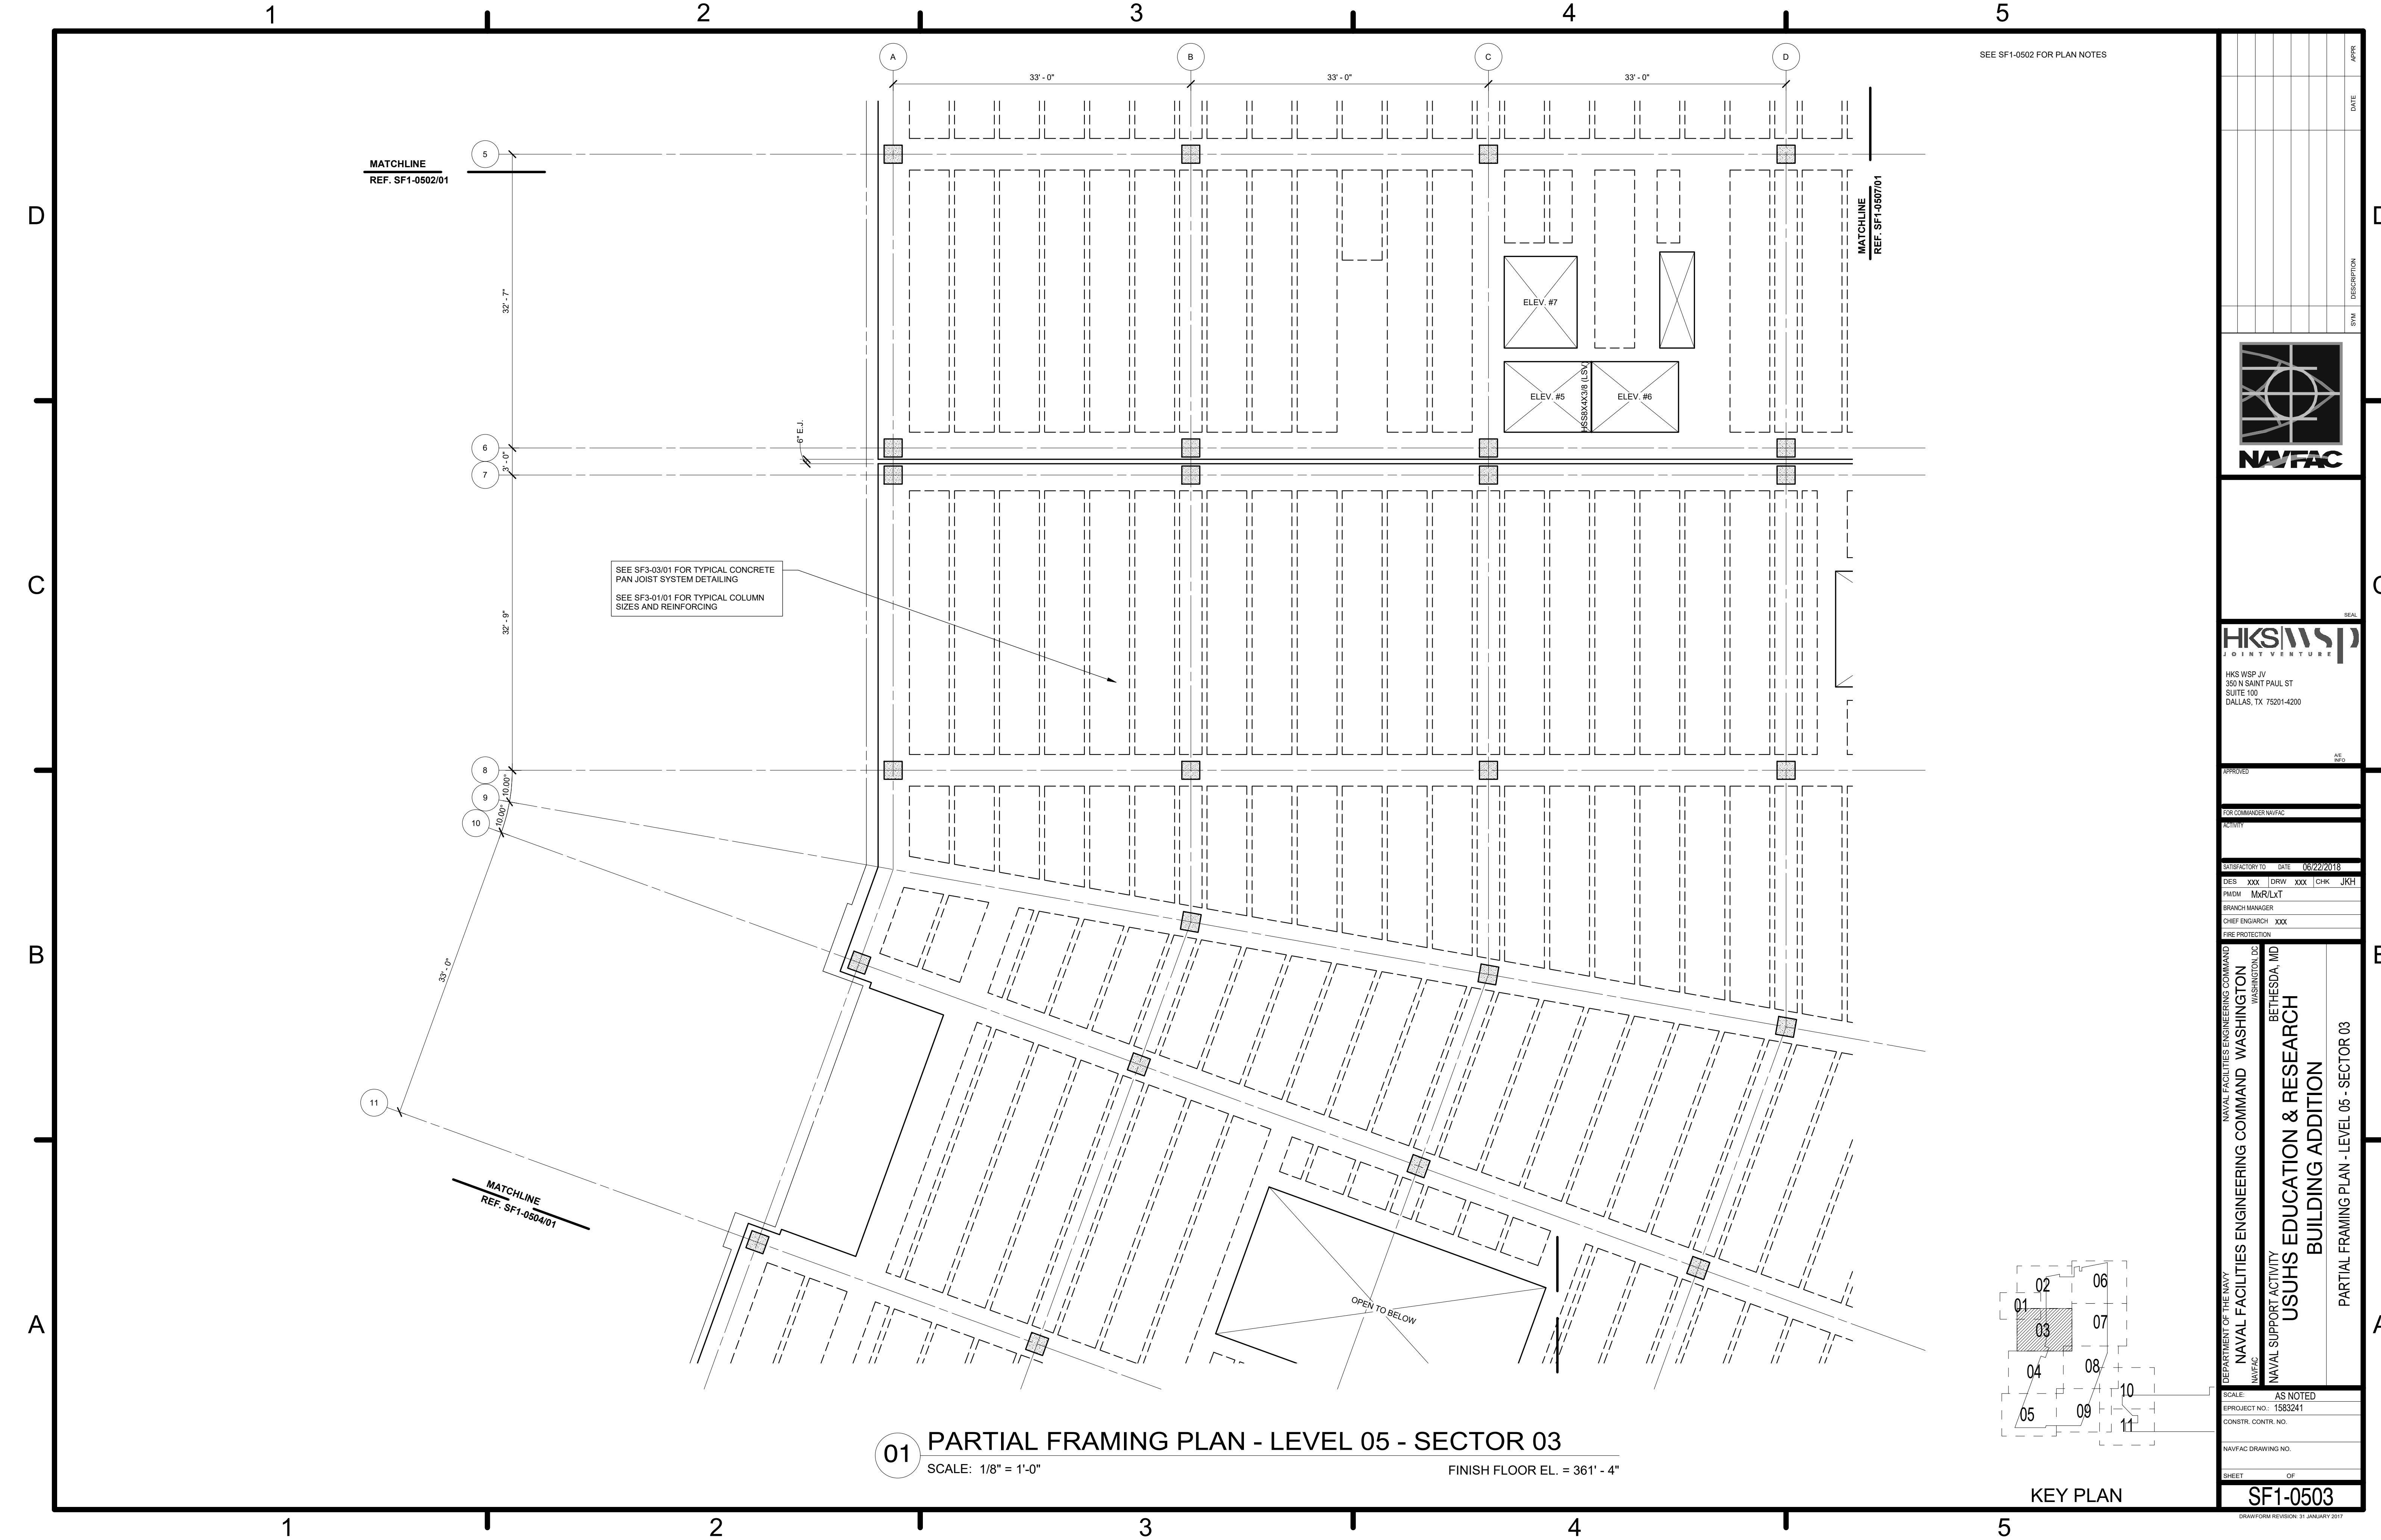 1 2 3 4 5
A B C D
33' - 0" 33' - 0" 33' - 0"
SEE SF1-0502 FOR PLAN NOTES
MATCHLINE
REF. SF1-0502/01
MATCHLINE
REF. SF1-0507/01
D
5
32' - 7"
ELEV. #7
ELEV. #5
HSS8X4X3/8 (LSV)
ELEV. #6
6" E.J.
6
3' - 0"
7
C
SEE SF3-03/01 FOR TYPICAL CONCRETE
PAN JOIST SYSTEM DETAILING
SEE SF3-01/01 FOR TYPICAL COLUMN
SIZES AND REINFORCING
32' - 9"
8
10.00°
9
10.00°
10
B
33' - 0"
11
MATCHLINE
REF. SF1-0504/01
A
OPEN TO BELOW
01
PARTIAL FRAMING PLAN - LEVEL 05 - SECTOR 03
SCALE: 1/8" = 1'-0"
FINISH FLOOR EL. = 361' - 4"
02
06
01
03
07
04
08
10
05
09
11
KEY PLAN
1 2 3 4 5
D
C
B
A
SYM DESCRIPTION DATE APPR
NAVFAC
SEAL
HKS WSP
JOINT VENTURE
HKS WSP JV
350 N SAINT PAUL ST
SUITE 100
DALLAS, TX 75201-4200
A/E
INFO
APPROVED
FOR COMMANDER NAVFAC
ACTIVITY
SATISFACTORY TO DATE 06/22/2018
DES xxx DRW xxx CHK JKH
PM/DM MxR/LxT
BRANCH MANAGER
CHIEF ENG/ARCH xxx
FIRE PROTECTION
DEPARTMENT OF THE NAVY NAVAL FACILITIES ENGINEERING COMMAND
NAVAL FACILITIES ENGINEERING COMMAND WASHINGTON
NAVFAC WASHINGTON, DC
NAVAL SUPPORT ACTIVITY BETHESDA, MD
USUHS EDUCATION & RESEARCH
BUILDING ADDITION
PARTIAL FRAMING PLAN - LEVEL 05 - SECTOR 03
SCALE: AS NOTED
EPROJECT NO.: 1583241
CONSTR. CONTR. NO.
NAVFAC DRAWING NO.
SHEET OF
SF1-0503
DRAWFORM REVISION: 31 JANUARY 2017